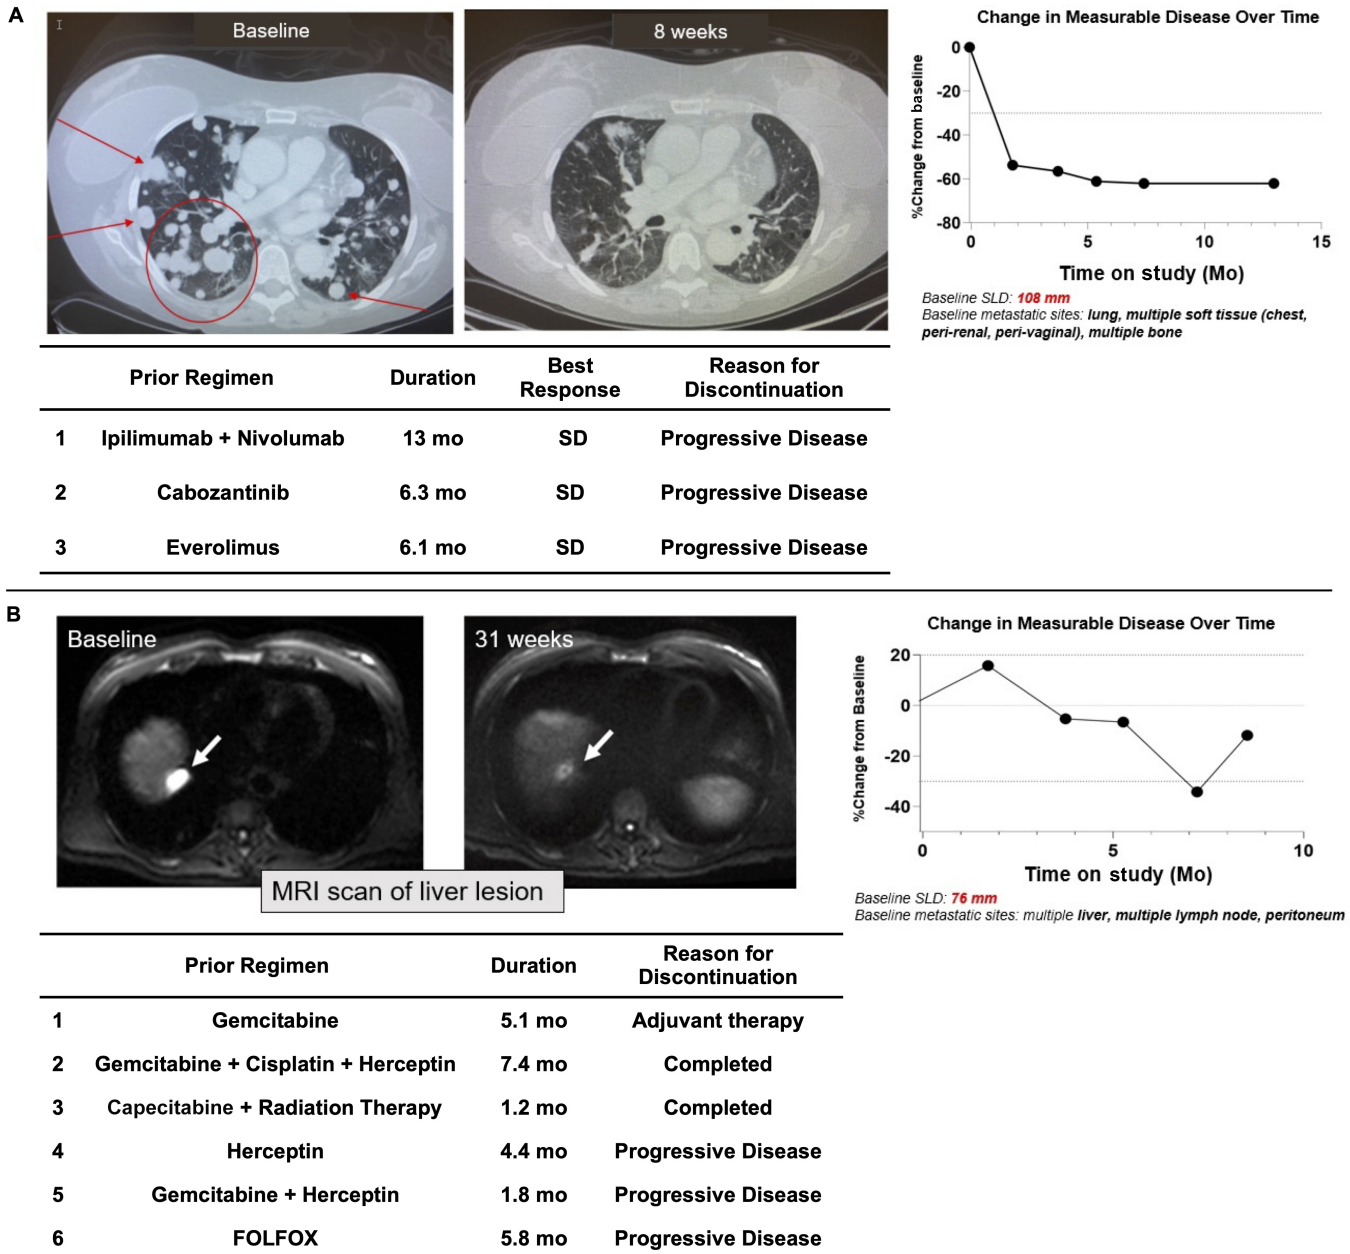 A
Baseline
8 weeks
Change in Measurable Disease Over Time
%Change from baseline
0
-20
-40
-60
-80
0
5
10
15
Time on study (Mo)
Baseline SLD: 108 mm
Baseline metastatic sites: lung, multiple soft tissue (chest,
peri-renal, peri-vaginal), multiple bone
Prior Regimen Duration Best Response Reason for Discontinuation
1 Ipilimumab + Nivolumab 13 mo SD Progressive Disease
2 Cabozantinib 6.3 mo SD Progressive Disease
3 Everolimus 6.1 mo SD Progressive Disease
B
Baseline
31 weeks
MRI scan of liver lesion
Change in Measurable Disease Over Time
%Change from Baseline
20
0
-20
-40
0
5
10
Time on study (Mo)
Baseline SLD: 76 mm
Baseline metastatic sites: multiple liver, multiple lymph node, peritoneum
Prior Regimen Duration Reason for Discontinuation
1 Gemcitabine 5.1 mo Adjuvant therapy
2 Gemcitabine + Cisplatin + Herceptin 7.4 mo Completed
3 Capecitabine + Radiation Therapy 1.2 mo Completed
4 Herceptin 4.4 mo Progressive Disease
5 Gemcitabine + Herceptin 1.8 mo Progressive Disease
6 FOLFOX 5.8 mo Progressive Disease